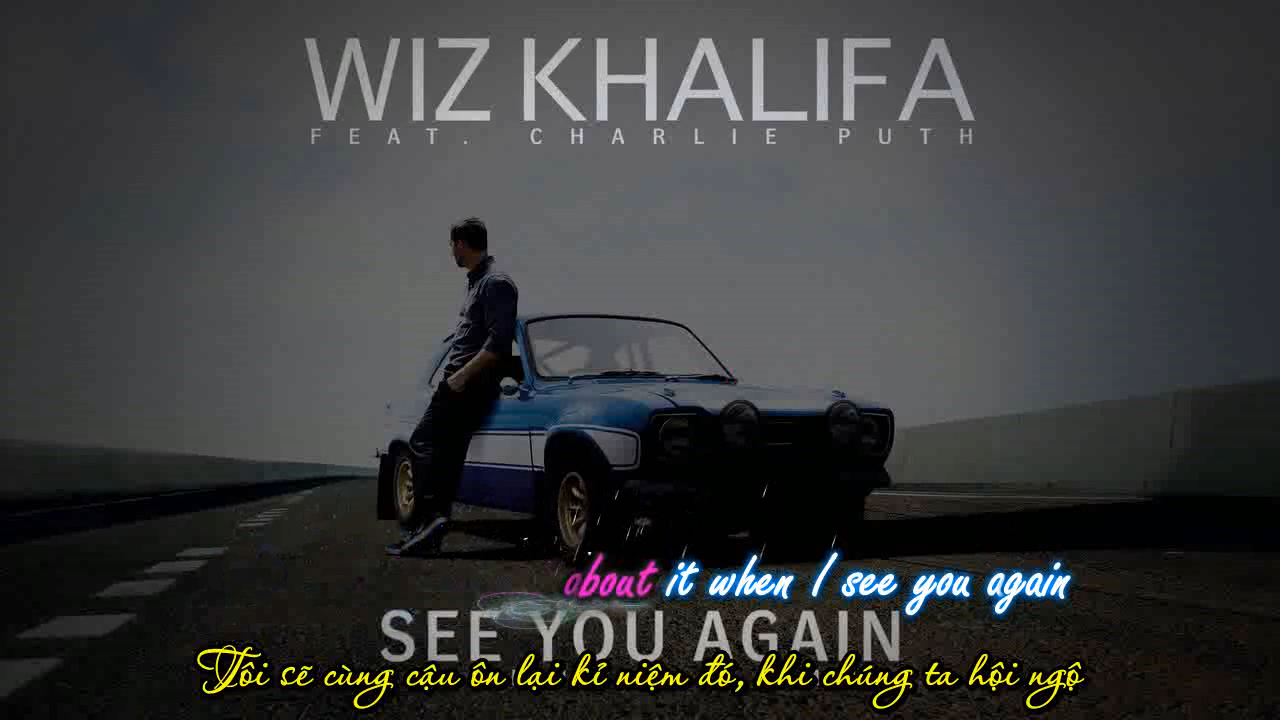 WIZ KHALIFA
FEAT. CHARLIE PUTH
about it when I see you again
SEE YOU AGAIN
Tôi sẽ cùng cậu ôn lại kỉ niệm đó, khi chúng ta hội ngộ